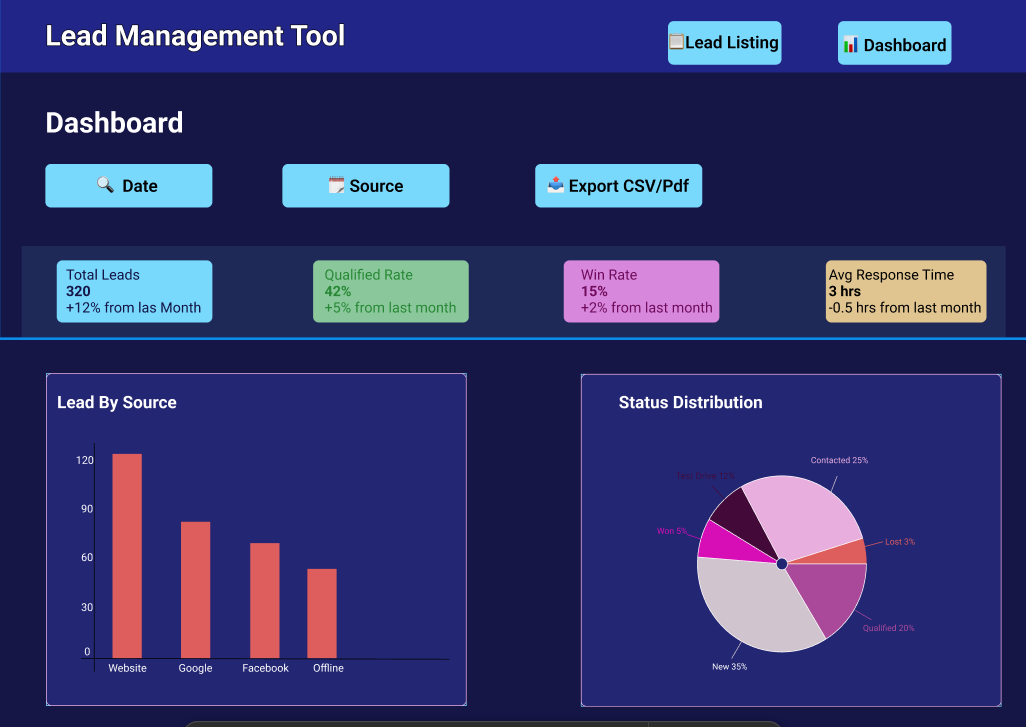 Lead Management Tool
Lead Listing
Dashboard
Dashboard
Date
Source
Export CSV/Pdf
Total Leads
320
+12% from las Month
Qualified Rate
42%
+5% from last month
Win Rate
15%
+2% from last month
Avg Response Time
3 hrs
-0.5 hrs from last month
Lead By Source
120
90
60
30
0
Website
Google
Facebook
Offline
Status Distribution
Contacted 25%
Test Drive 12%
Won 5%
Lost 3%
Qualified 20%
New 35%